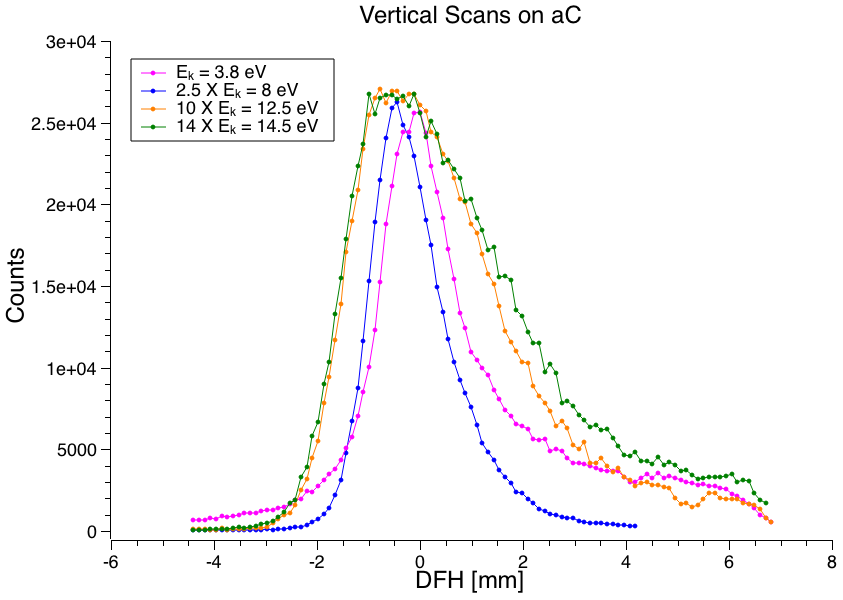 Vertical Scans on aC
3e+04
2.5e+04
2e+04
1.5e+04
1e+04
5000
0
Counts
Eₖ = 3.8 eV
2.5 X Eₖ = 8 eV
10 X Eₖ = 12.5 eV
14 X Eₖ = 14.5 eV
-6 -4 -2 0 2 4 6 8
DFH [mm]